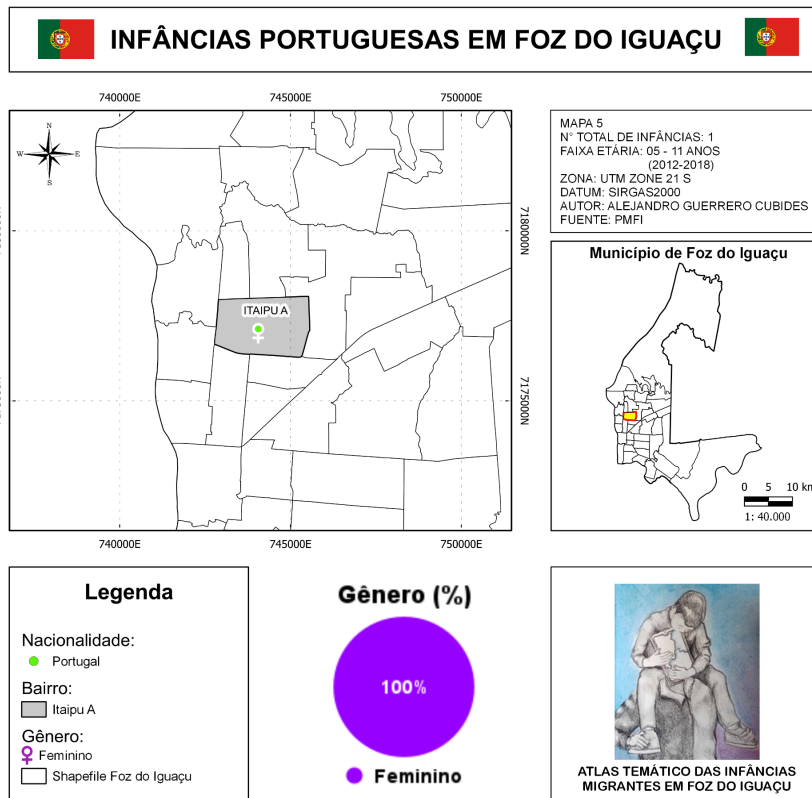 INFÂNCIAS PORTUGUESAS EM FOZ DO IGUAÇU
740000E 745000E 750000E
N
W E
S
7180000N
7175000N
ITAIPU A
740000E 745000E 750000E
MAPA 5
N° TOTAL DE INFÂNCIAS: 1
FAIXA ETÁRIA: 05 - 11 ANOS
(2012-2018)
ZONA: UTM ZONE 21 S
DATUM: SIRGAS2000
AUTOR: ALEJANDRO GUERRERO CUBIDES
FUENTE: PMFI
Município de Foz do Iguaçu
0 5 10 km
1: 40.000
Legenda
Nacionalidade:
Portugal
Bairro:
Itaipu A
Gênero:
Feminino
Shapefile Foz do Iguaçu
Gênero (%)
100%
Feminino
ATLAS TEMÁTICO DAS INFÂNCIAS
MIGRANTES EM FOZ DO IGUAÇU